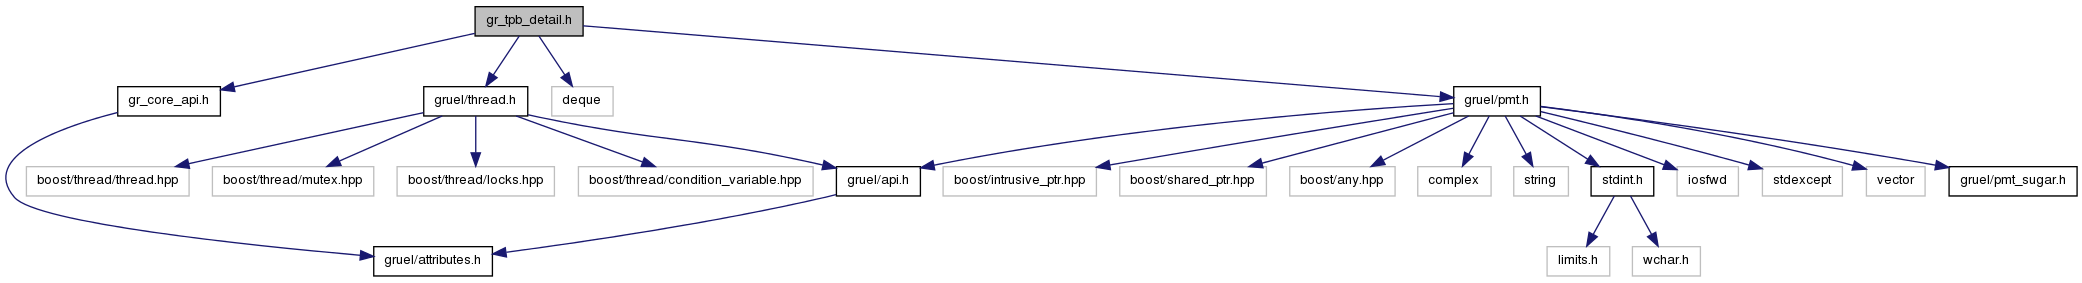 gr_tpb_detail.h
gr_core_api.h
gruel/thread.h
deque
gruel/pmt.h
boost/thread/thread.hpp
boost/thread/mutex.hpp
boost/thread/locks.hpp
boost/thread/condition_variable.hpp
gruel/api.h
boost/intrusive_ptr.hpp
boost/shared_ptr.hpp
boost/any.hpp
complex
string
stdint.h
iosfwd
stdexcept
vector
gruel/pmt_sugar.h
gruel/attributes.h
limits.h
wchar.h